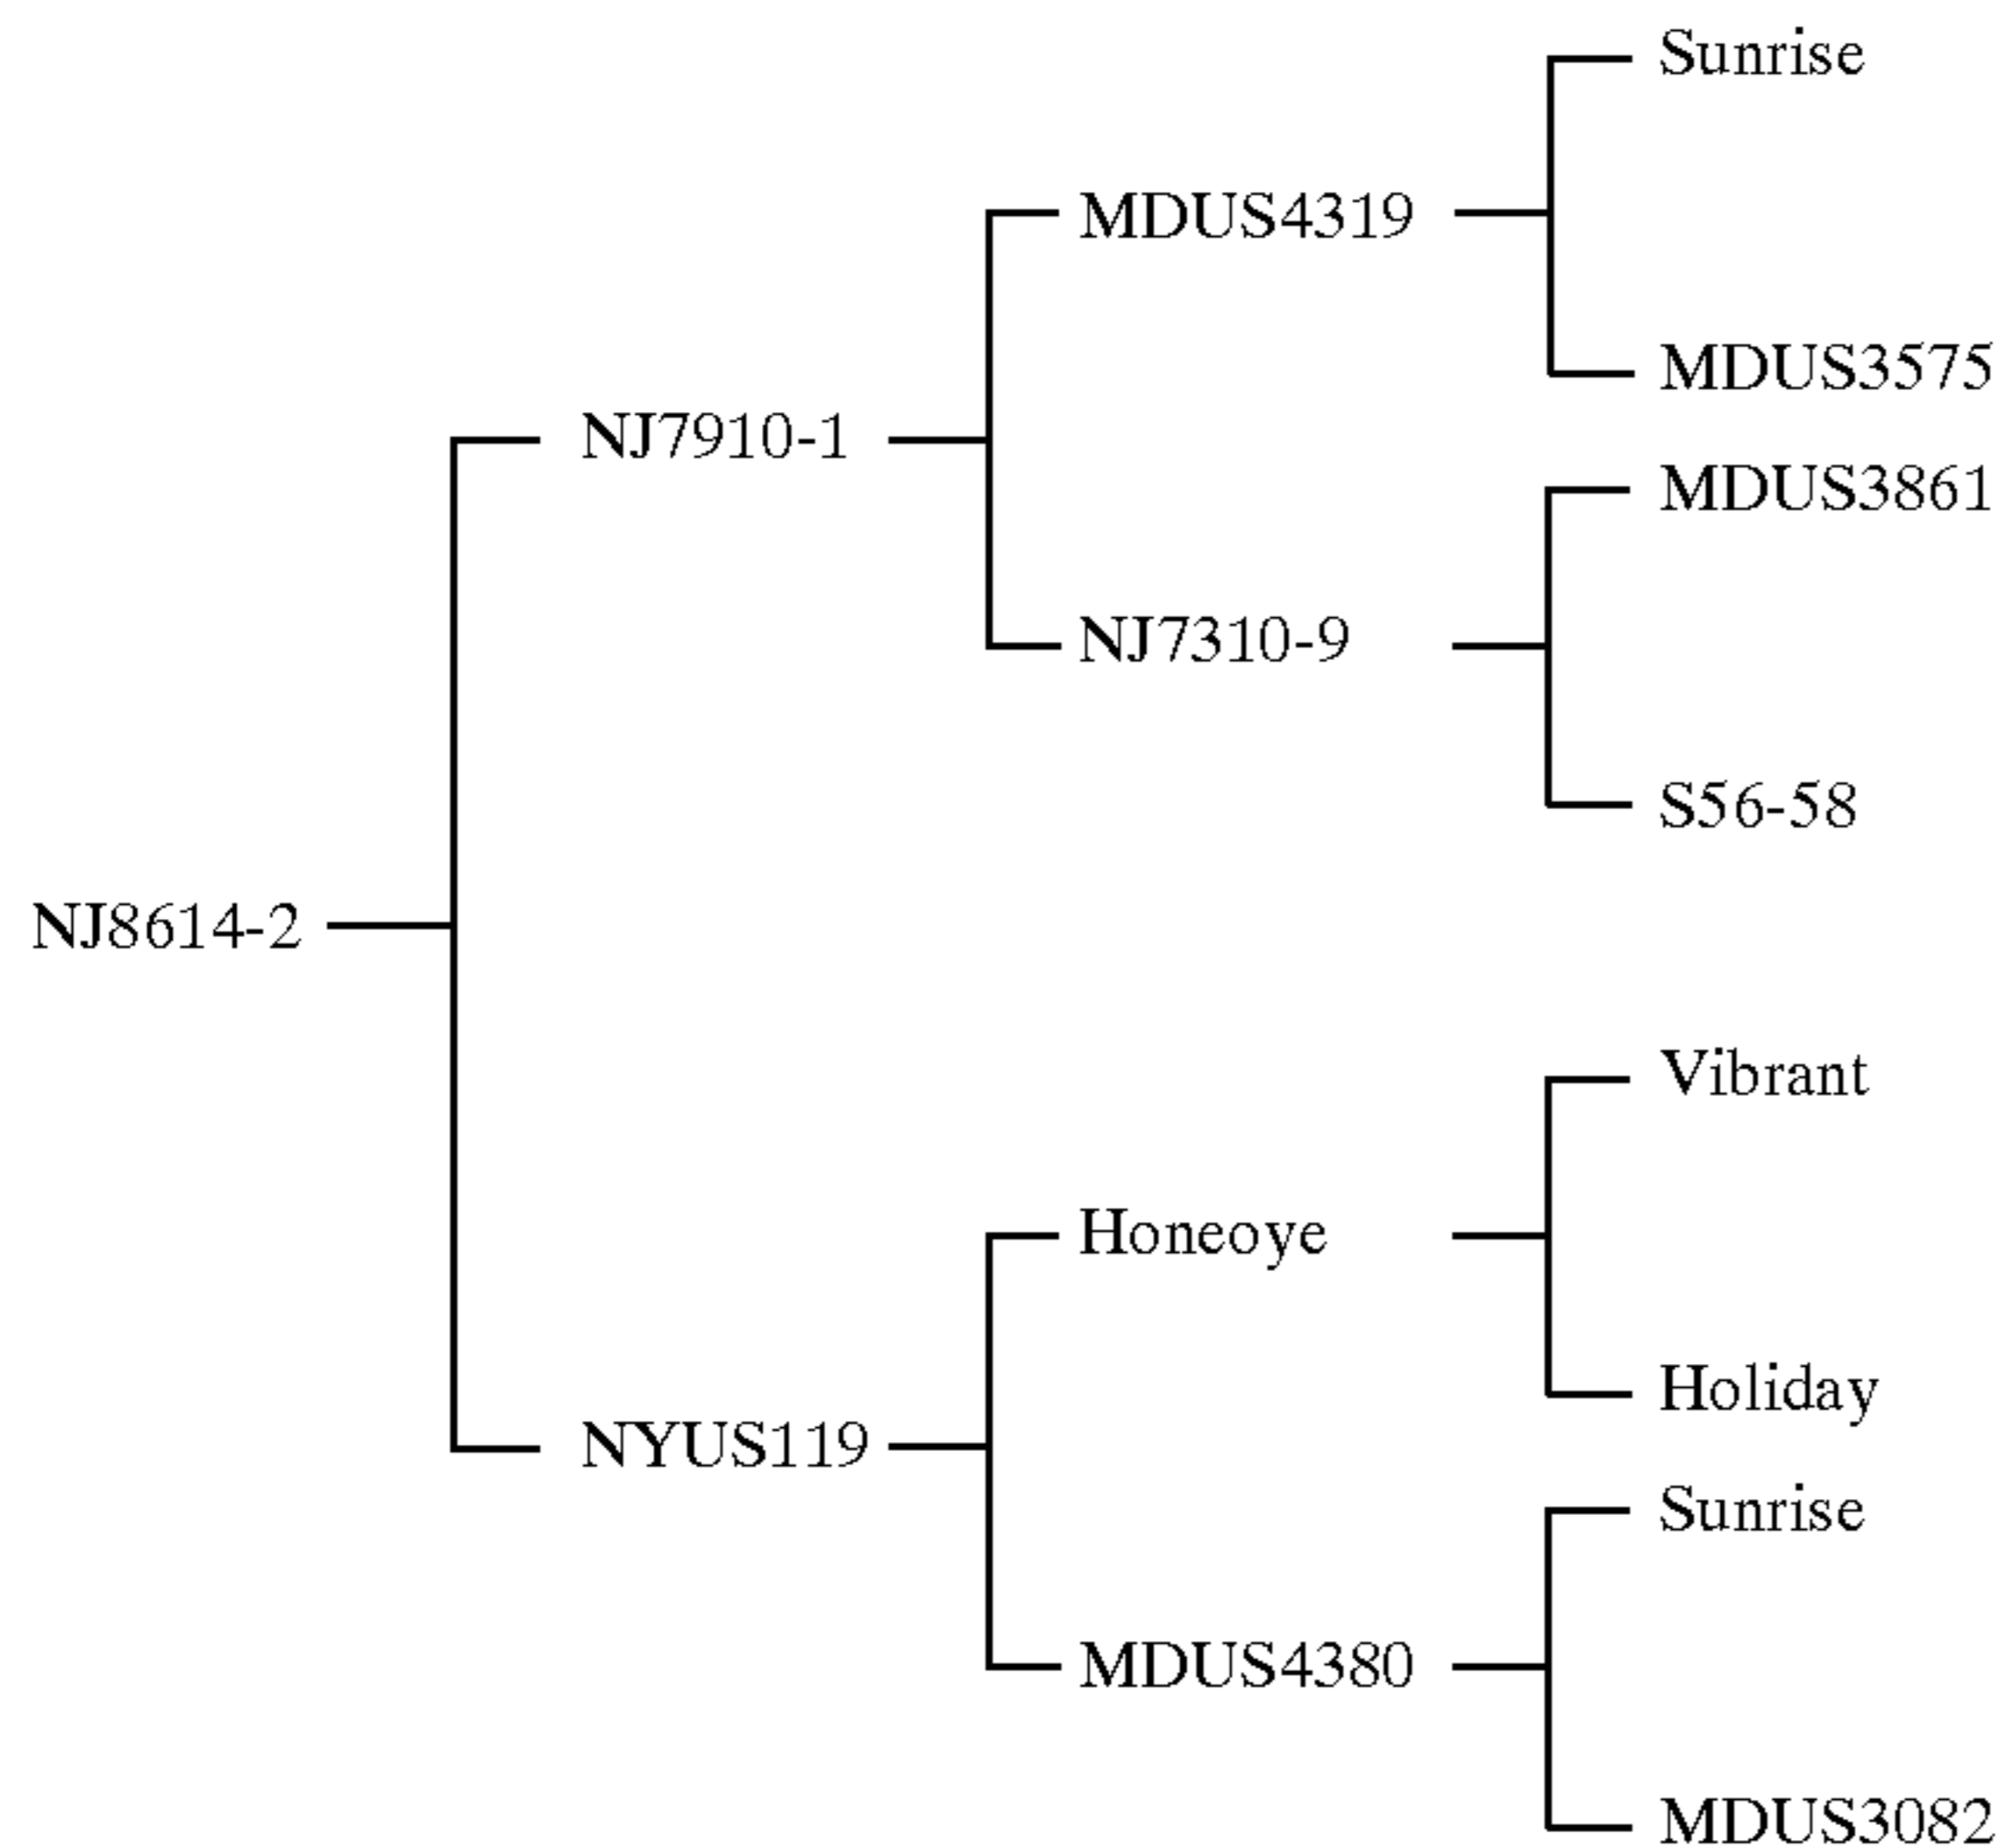 Sunrise
MDUS4319
MDUS3575
NJ7910-1
MDUS3861
NJ7310-9
S56-58
NJ8614-2
Vibrant
Honeoye
Holiday
NYUS119
Sunrise
MDUS4380
MDUS3082